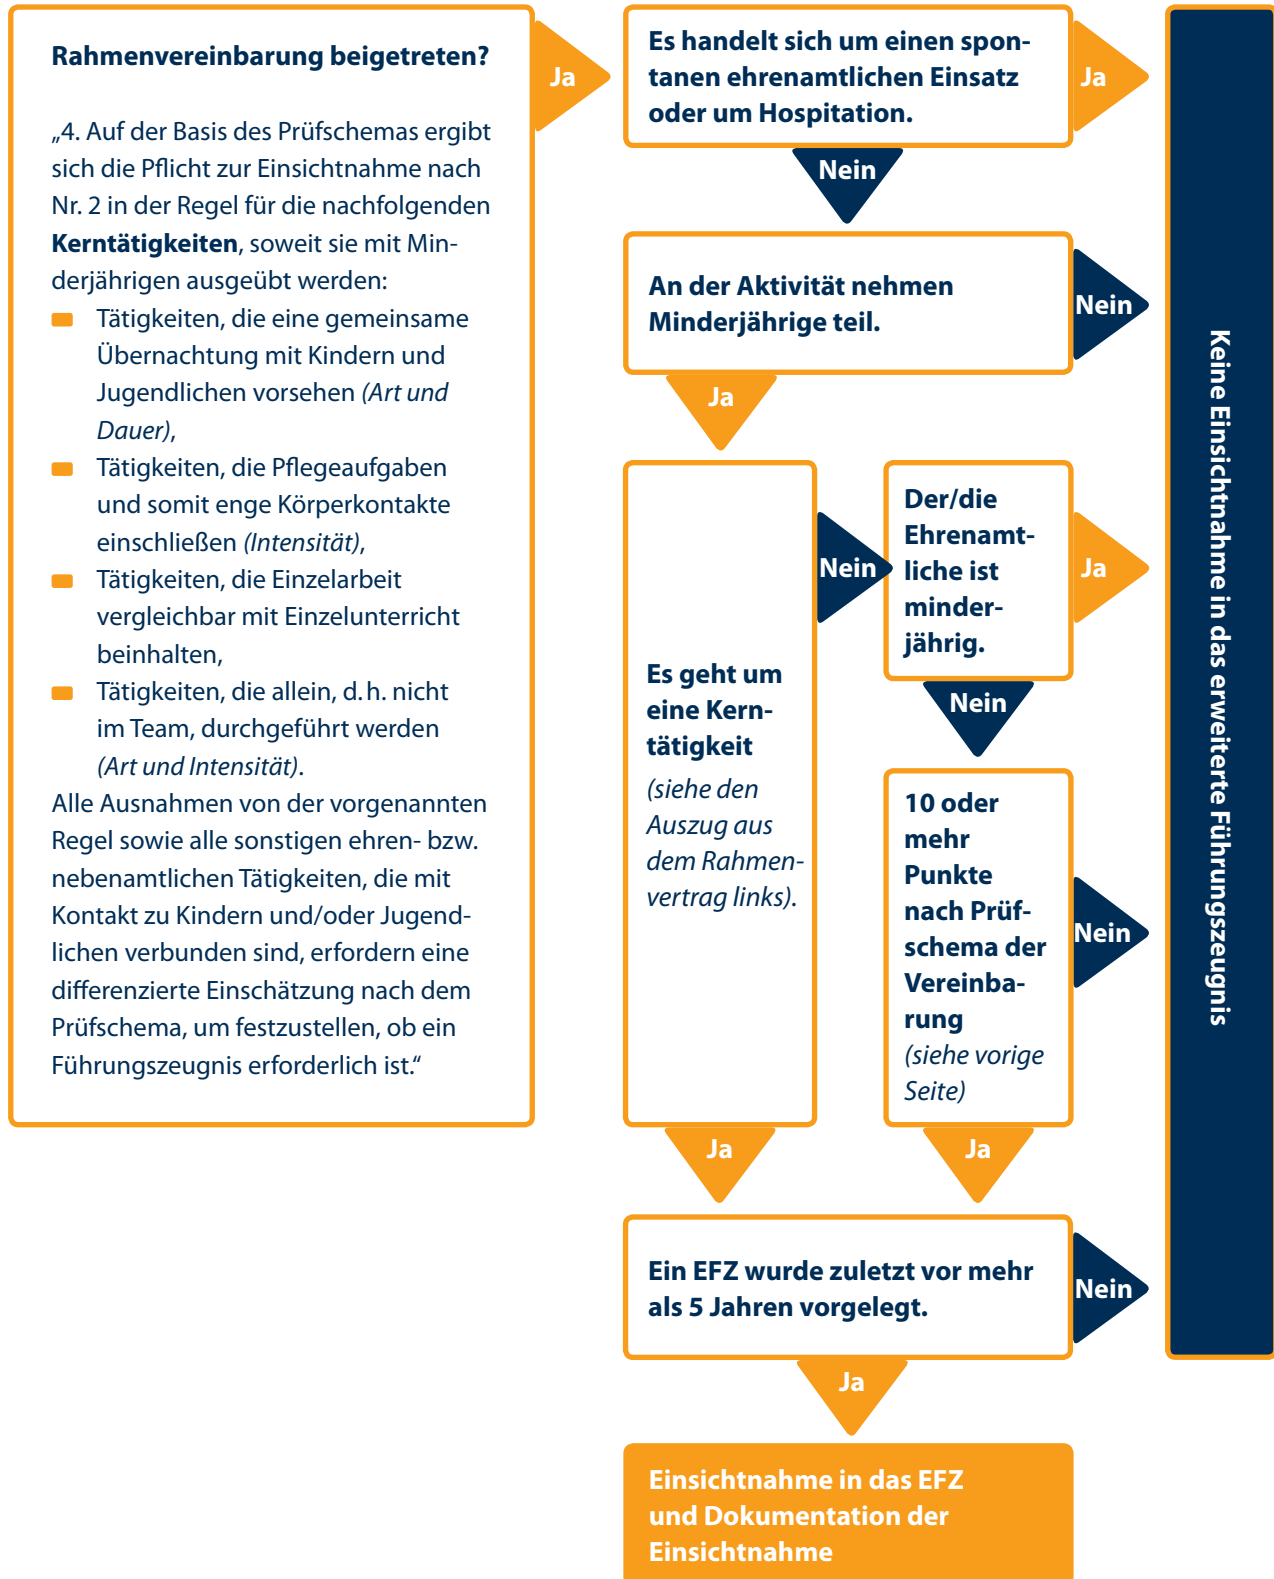 Rahmenvereinbarung beigetreten?
„4. Auf der Basis des Prüfschemas ergibt
sich die Pflicht zur Einsichtnahme nach
Nr. 2 in der Regel für die nachfolgenden
Kerntätigkeiten, soweit sie mit Min-
derjährigen ausgeübt werden:
Tätigkeiten, die eine gemeinsame
Übernachtung mit Kindern und
Jugendlichen vorsehen (Art und
Dauer),
Tätigkeiten, die Pflegeaufgaben
und somit enge Körperkontakte
einschließen (Intensität),
Tätigkeiten, die Einzelarbeit
vergleichbar mit Einzelunterricht
beinhalten,
Tätigkeiten, die allein, d. h. nicht
im Team, durchgeführt werden
(Art und Intensität).
Alle Ausnahmen von der vorgenannten
Regel sowie alle sonstigen ehren- bzw.
nebenamtlichen Tätigkeiten, die mit
Kontakt zu Kindern und/oder Jugend-
lichen verbunden sind, erfordern eine
differenzierte Einschätzung nach dem
Prüfschema, um festzustellen, ob ein
Führungszeugnis erforderlich ist.“
Ja
Es handelt sich um einen spon-
tanen ehrenamtlichen Einsatz
oder um Hospitation.
Ja
Nein
An der Aktivität nehmen
Minderjährige teil.
Nein
Ja
Es geht um
eine Kern-
tätigkeit
(siehe den
Auszug aus
dem Rahmen-
vertrag links).
Nein
Der/die
Ehrenamt-
liche ist
minder-
jährig.
Ja
Nein
10 oder
mehr
Punkte
nach Prüf-
schema der
Vereinba-
rung
(siehe vorige
Seite)
Nein
Ja
Ja
Ein EFZ wurde zuletzt vor mehr
als 5 Jahren vorgelegt.
Nein
Ja
Einsichtnahme in das EFZ
und Dokumentation der
Einsichtnahme
Keine Einsichtnahme in das erweiterte Führungszeugnis